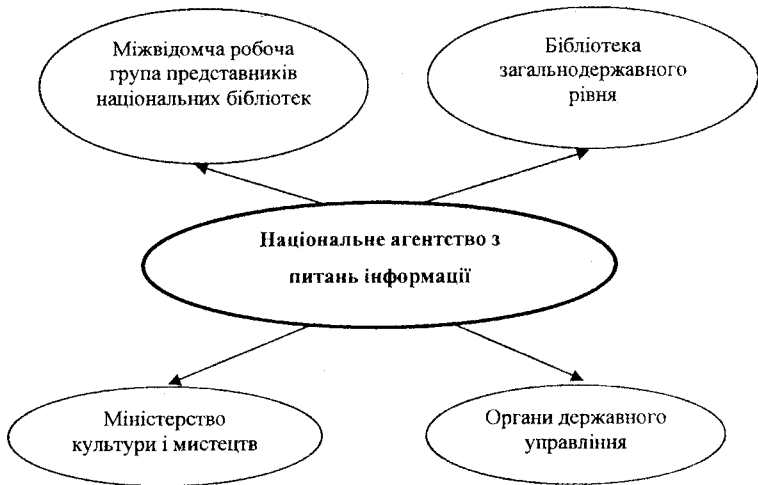 Міжвідомча робоча
група представників
національних бібліотек
Бібліотека
загальнодержавного
рівня
Національне агентство з
питань інформації
Міністерство
культури і мистецтв
Органи державного
управління